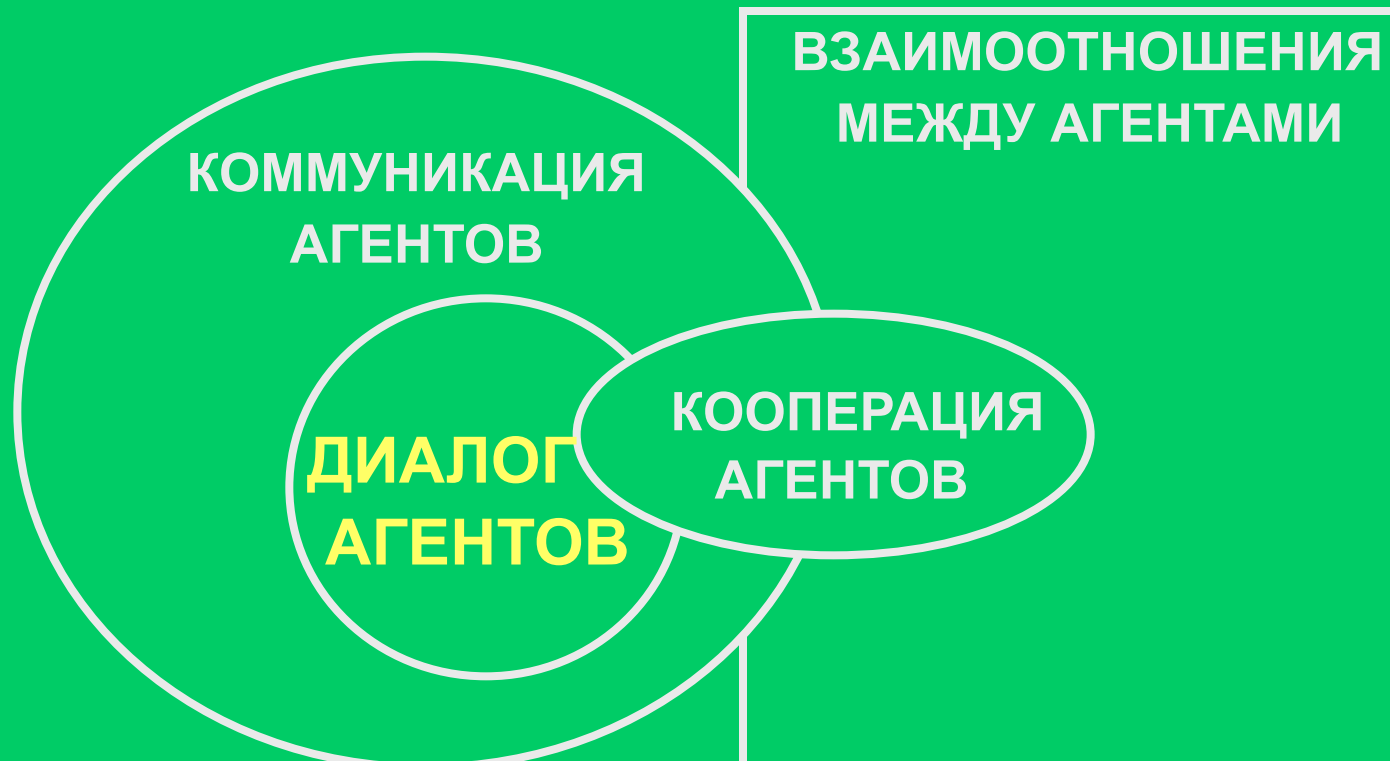 ВЗАИМООТНОШЕНИЯ
МЕЖДУ АГЕНТАМИ
КОММУНИКАЦИЯ
АГЕНТОВ
КООПЕРАЦИЯ
АГЕНТОВ
ДИАЛОГ
АГЕНТОВ